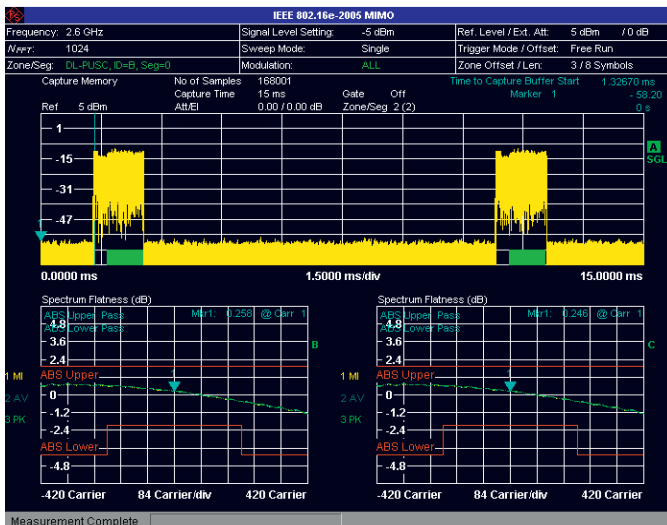 IEEE 802.16e-2005 MIMO
Frequency: 2.6 GHz Signal Level Setting: -5 dBm Ref. Level / Ext. Att: 5 dBm / 0 dB
NFFT: 1024 Sweep Mode: Single Trigger Mode / Offset: Free Run
Zone/Seg: DL-PUSC, ID=B, Seg=0 Modulation: ALL Zone Offset / Len: 3 / 8 Symbols
Capture Memory No of Samples 168001 Time to Capture Buffer Start 1.32670 ms
Capture Time 15 ms Gate Off Marker 1 - 58.20
Ref 5 dBm Att/El 0.00 / 0.00 dB Zone/Seg 2 (2) 0 s
1
A
-15
SGL
-31
-47
1
0.0000 ms 1.5000 ms/div 15.0000 ms
Spectrum Flatness (dB) Spectrum Flatness (dB)
ABS Upper Pass Mkr1: 0.258 @ Carr 1 ABS Upper Pass Mkr1: 0.246 @ Carr 1
4.8 4.8
ABS Lower Pass ABS Lower Pass
3.6 B 3.6 C
2.4 2.4
1 MI ABS Upper 1 1 MI ABS Upper 1
2 AV 0 2 AV 0
-1.2 -1.2
3 PK -2.4 3 PK -2.4
ABS Lower ABS Lower
-4.8 -4.8
-420 Carrier 84 Carrier/div 420 Carrier -420 Carrier 84 Carrier/div 420 Carrier
Measurement Complete